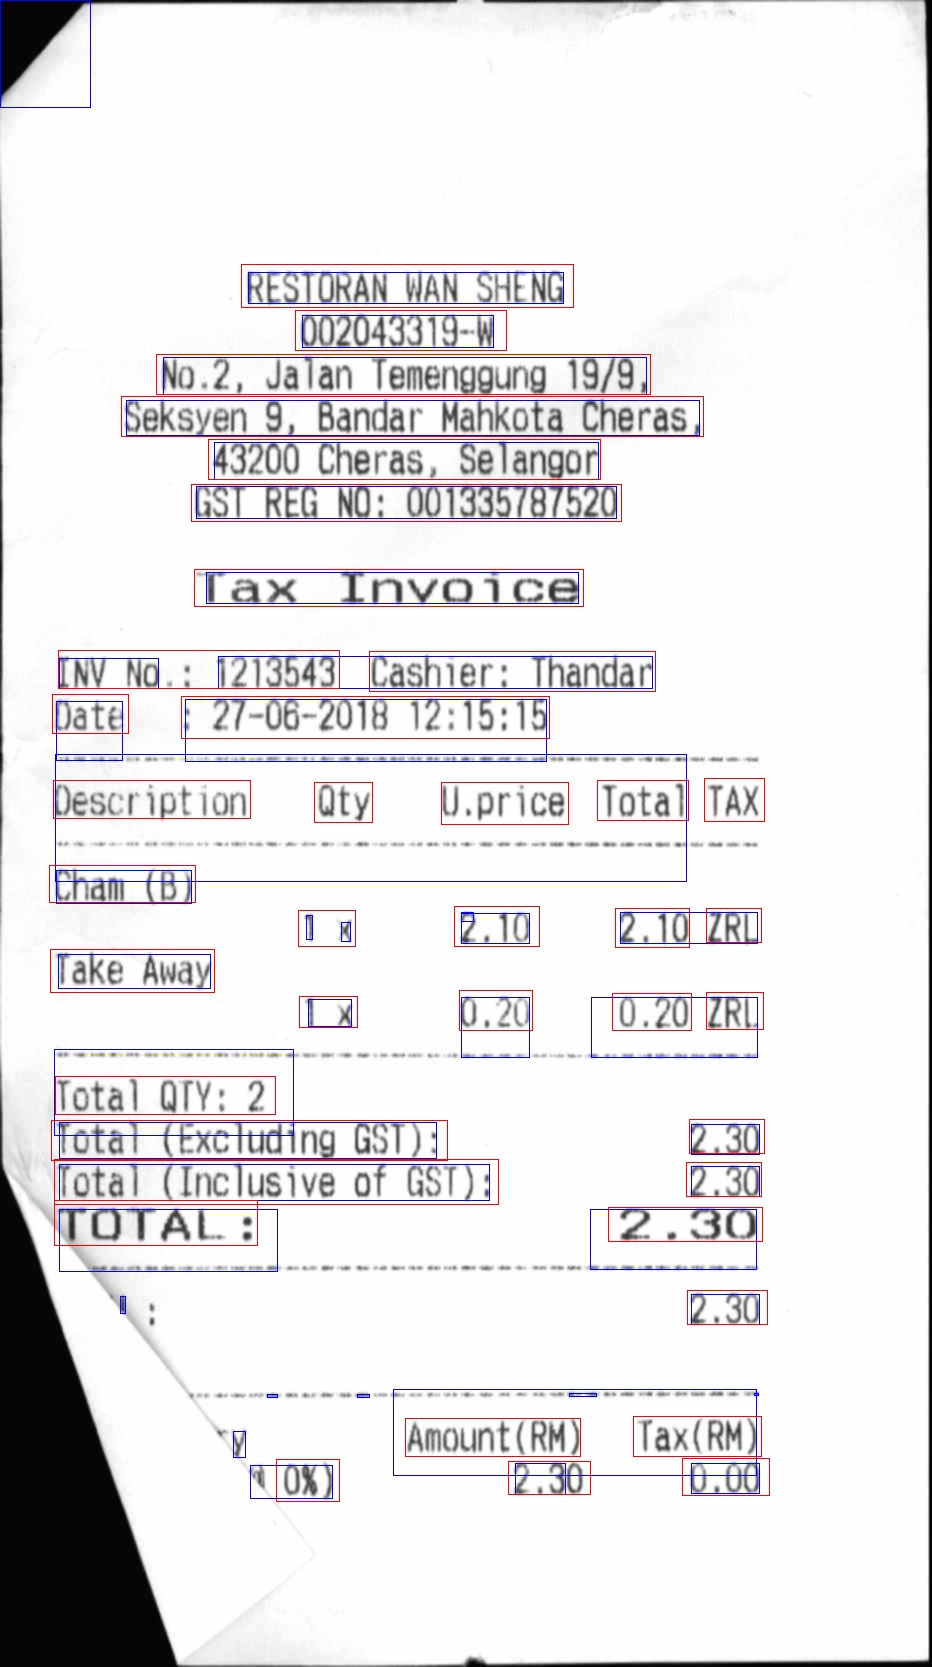 RESTORAN WAN SHENG
002043319-W
No.2, Jalan Temenggung 19/9,
Seksyen 9, Bandar Mahkota Cheras,
43200 Cheras, Selangor
GST REG NO: 001335787520
Tax Invoice
INV No.: 1213543 Cashier: Thandar
Date : 27-06-2018 12:15:15
Description Qty U.price Total TAX
Cham (B)
1 x 2.10 2.10 ZRL
Take Away
1 x 0.20 0.20 ZRL
Total QTY: 2
Total (Excluding GST): 2.30
Total (Inclusive of GST): 2.30
TOTAL: 2.30
: 2.30
y Amount(RM) Tax(RM)
0%) 2.30 0.00